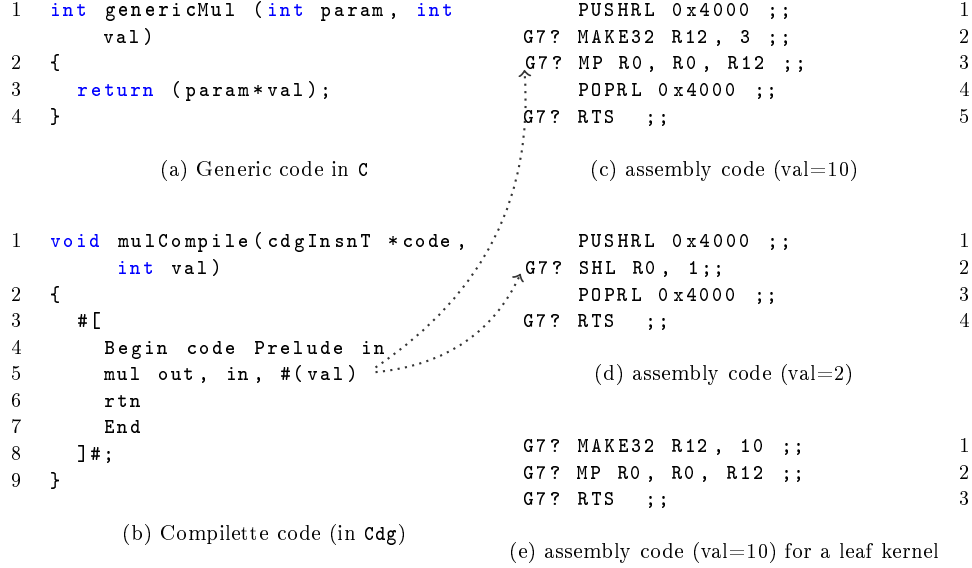 1 int genericMul (int param, int
val)
2 {
3 return (param*val);
4 }
(a) Generic code in C
1 void mulCompile(cdgInsnT *code,
int val)
2 {
3 #[
4 Begin code Prelude in
5 mul out, in, #(val)
6 rtn
7 End
8 ]#;
9 }
(b) Compilette code (in Cdg)
PUSHRL 0x4000 ;; 1
G7? MAKE32 R12, 3 ;; 2
G7? MP R0, R0, R12 ;; 3
POPRL 0x4000 ;; 4
G7? RTS ;; 5
(c) assembly code (val=10)
PUSHRL 0x4000 ;; 1
G7? SHL R0, 1;; 2
POPRL 0x4000 ;; 3
G7? RTS ;; 4
(d) assembly code (val=2)
G7? MAKE32 R12, 10 ;; 1
G7? MP R0, R0, R12 ;; 2
G7? RTS ;; 3
(e) assembly code (val=10) for a leaf kernel